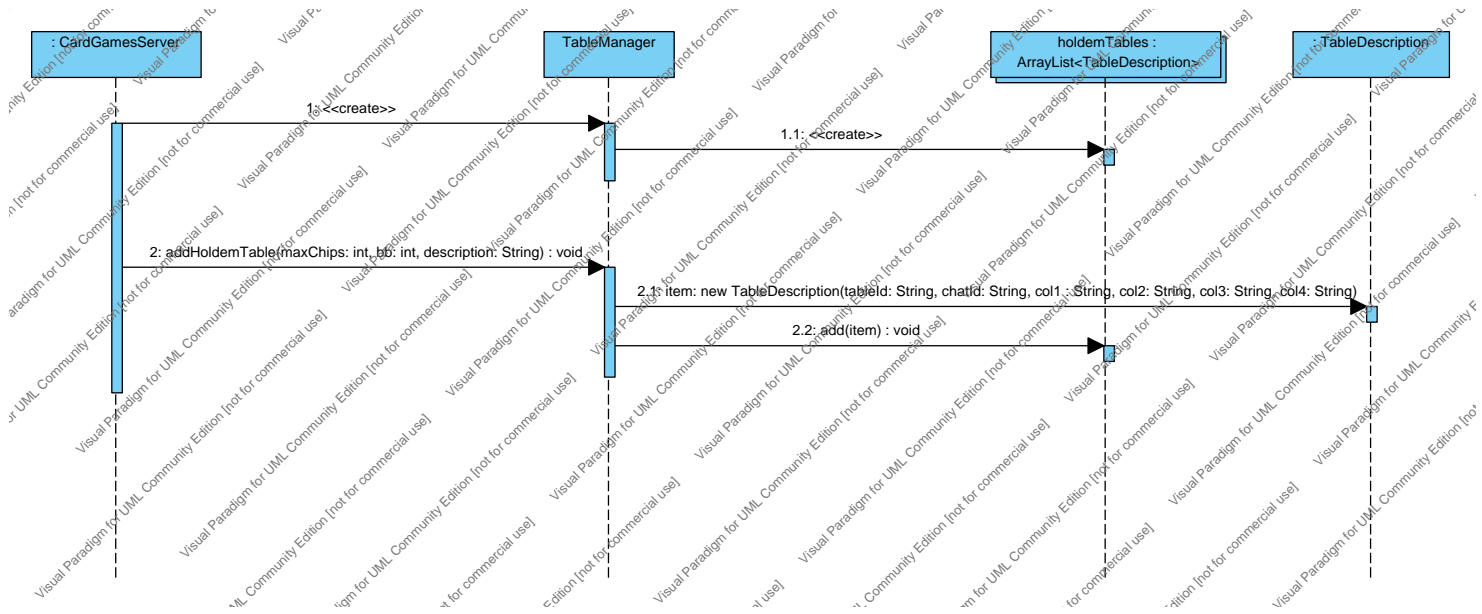 : CardGamesServer
TableManager
holdemTables :
ArrayList<TableDescription>
: TableDescription
1: <<create>>
1.1: <<create>>
2: addHoldemTable(maxChips: int, bb: int, description: String) : void
2.1: item: new TableDescription(tableId: String, chatId: String, col1 : String, col2: String, col3: String, col4: String)
2.2: add(item) : void
Visual Paradigm for UML Community Edition [not for commercial use]